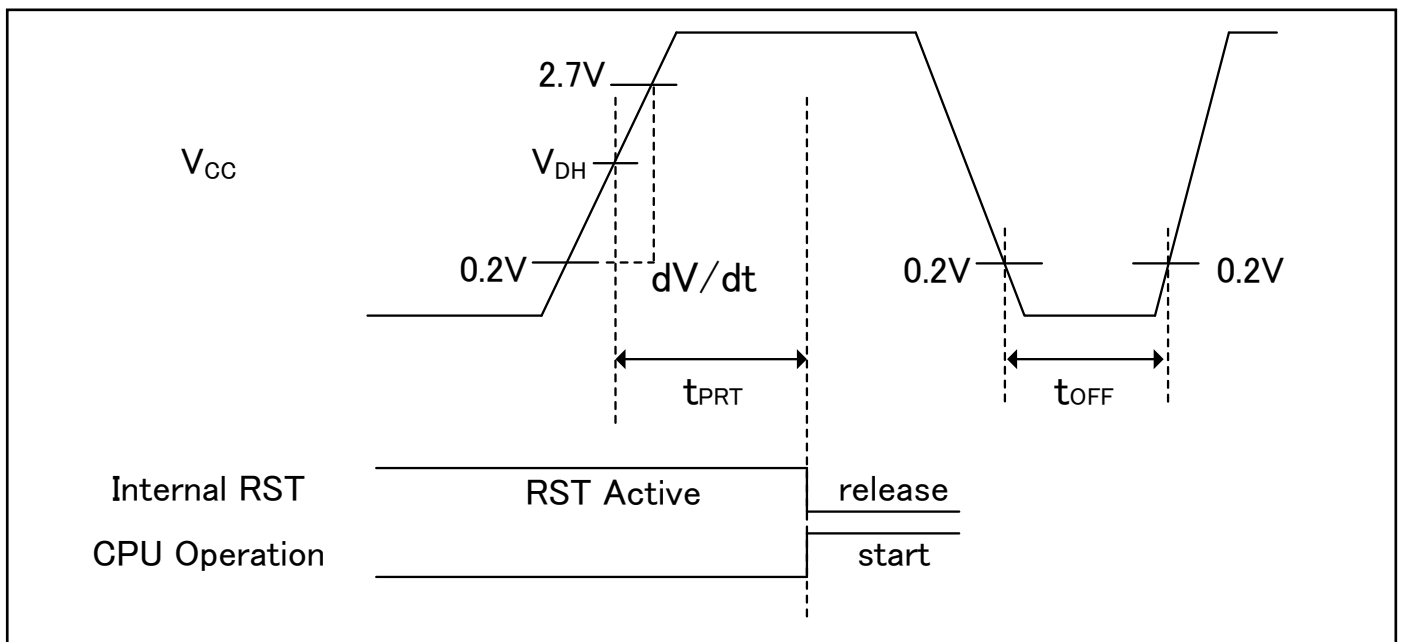 2.7V
VCC
VDH
0.2V
dV/dt
0.2V
0.2V
tPRT
tOFF
Internal RST
RST Active
release
CPU Operation
start